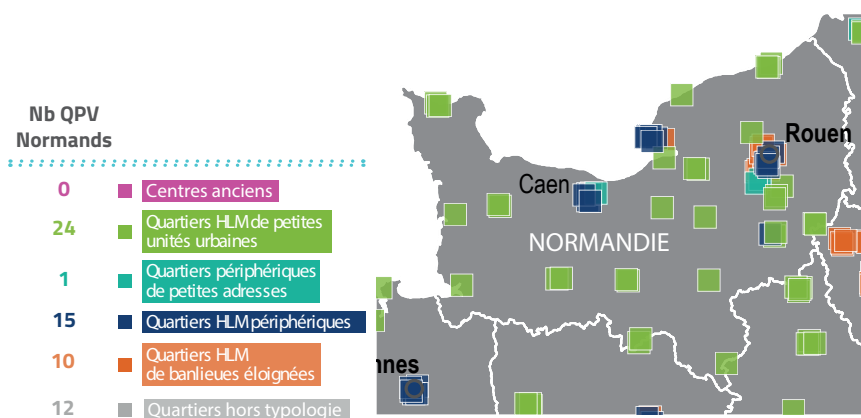 Nb QPV
Normands
0 Centres anciens
24 Quartiers HLM de petites
unités urbaines
1 Quartiers périphériques
de petites adresses
15 Quartiers HLM périphériques
10 Quartiers HLM
de banlieues éloignées
12 Quartiers hors typologie
Rouen
Caen
NORMANDIE
nnes